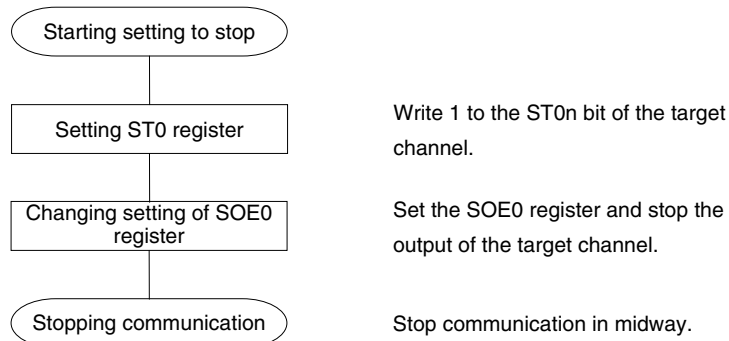 Starting setting to stop
Setting ST0 register
Write 1 to the ST0n bit of the target
channel.
Changing setting of SOE0
register
Set the SOE0 register and stop the
output of the target channel.
Stopping communication
Stop communication in midway.